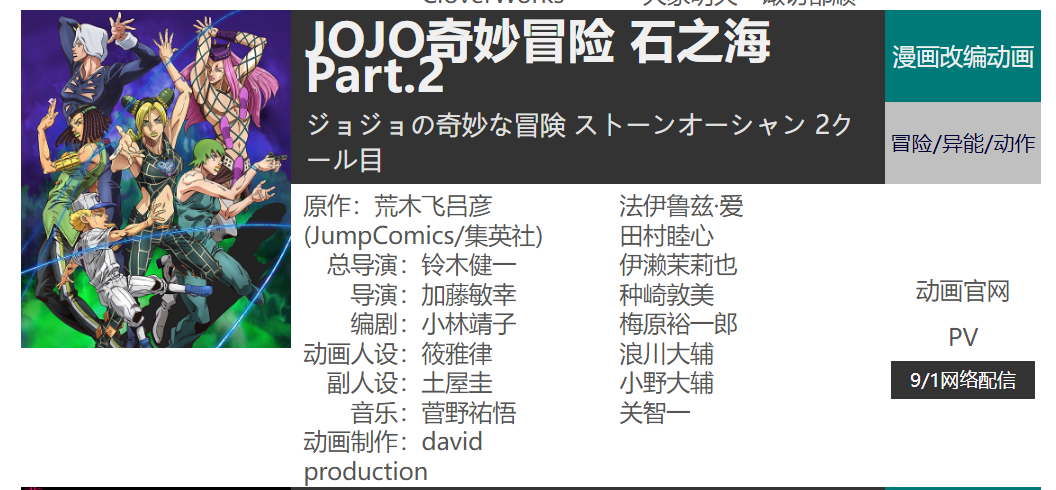 JOJO奇妙冒险 石之海
Part.2
ジョジョの奇妙な冒険 ストーンオーシャン 2ク
ール目
漫画改编动画
冒险/异能/动作
原作：荒木飞吕彦
(JumpComics/集英社)
总导演：铃木健一
导演：加藤敏幸
编剧：小林靖子
动画人设：筱雅律
副人设：土屋圭
音乐：菅野祐悟
动画制作：david
production
法伊鲁兹·爱
田村睦心
伊濑茉莉也
种崎敦美
梅原裕一郎
浪川大辅
小野大辅
关智一
动画官网
PV
9/1网络配信